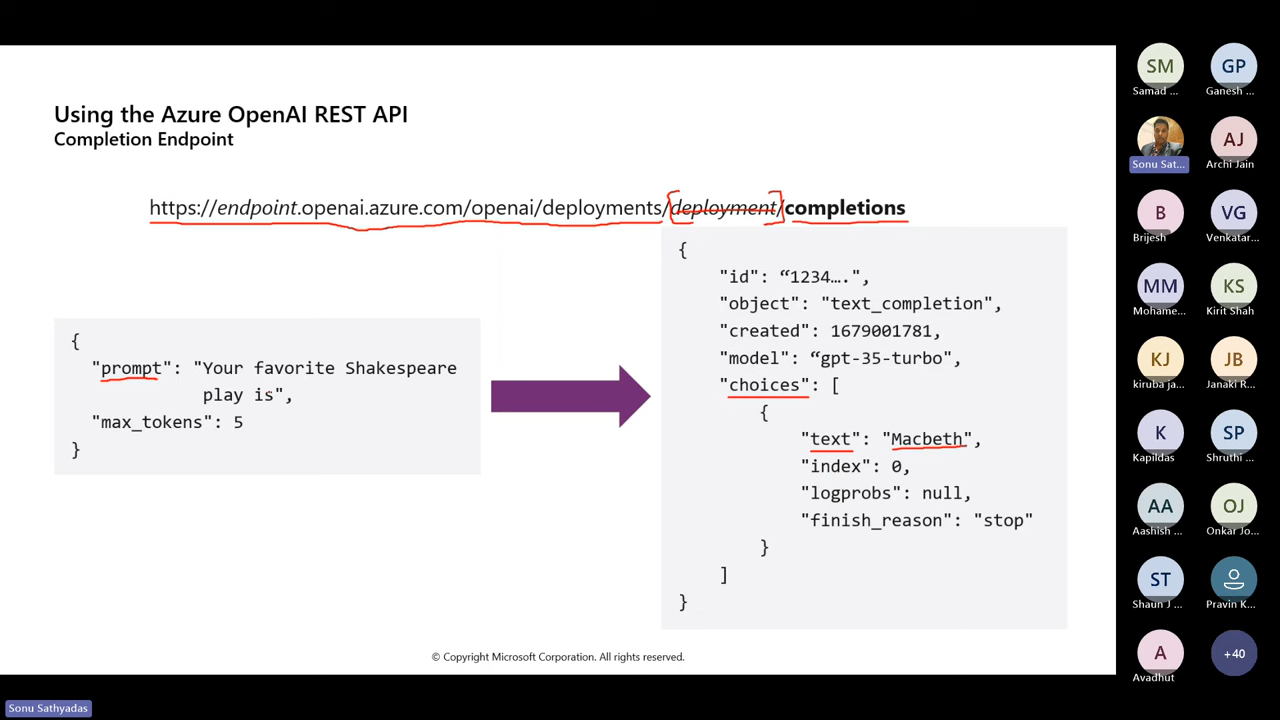 Using the Azure OpenAI REST API
Completion Endpoint
https://endpoint.openai.azure.com/openai/deployments/deployment/completions
{
"prompt": "Your favorite Shakespeare
play is",
"max_tokens": 5
}
{
"id": “1234….",
"object": "text_completion",
"created": 1679001781,
"model": “gpt-35-turbo",
"choices": [
{
"text": "Macbeth",
"index": 0,
"logprobs": null,
"finish_reason": "stop"
}
]
}
© Copyright Microsoft Corporation. All rights reserved.
SM
Samad ...
GP
Ganesh ...
Sonu Sat...
AJ
Archi Jain
B
Brijesh
VG
Venkatar...
MM
Mohame...
KS
Kirit Shah
KJ
kiruba ja...
JB
Janaki R...
K
Kapildas
SP
Shruthi ...
AA
Aashish ...
OJ
Onkar Jo...
ST
Shaun J ...
Pravin K...
A
Avadhut
+40
Sonu Sathyadas